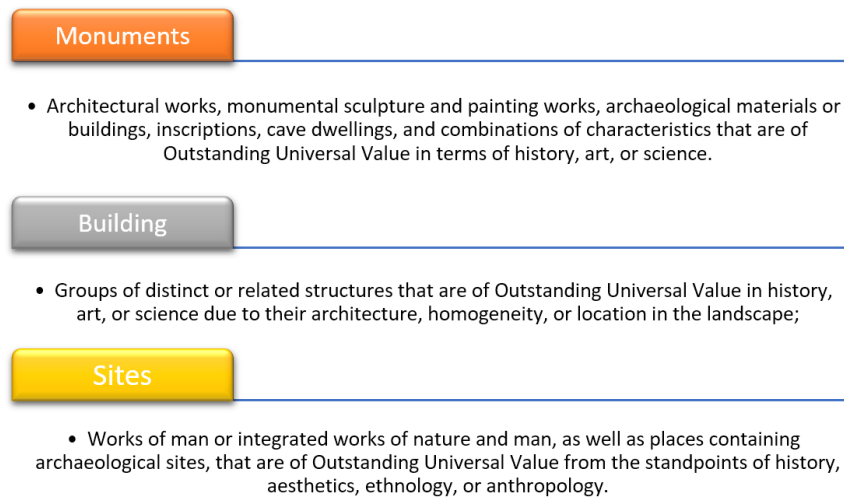 Monuments
• Architectural works, monumental sculpture and painting works, archaeological materials or
buildings, inscriptions, cave dwellings, and combinations of characteristics that are of
Outstanding Universal Value in terms of history, art, or science.
Building
• Groups of distinct or related structures that are of Outstanding Universal Value in history,
art, or science due to their architecture, homogeneity, or location in the landscape;
Sites
• Works of man or integrated works of nature and man, as well as places containing
archaeological sites, that are of Outstanding Universal Value from the standpoints of history,
aesthetics, ethnology, or anthropology.